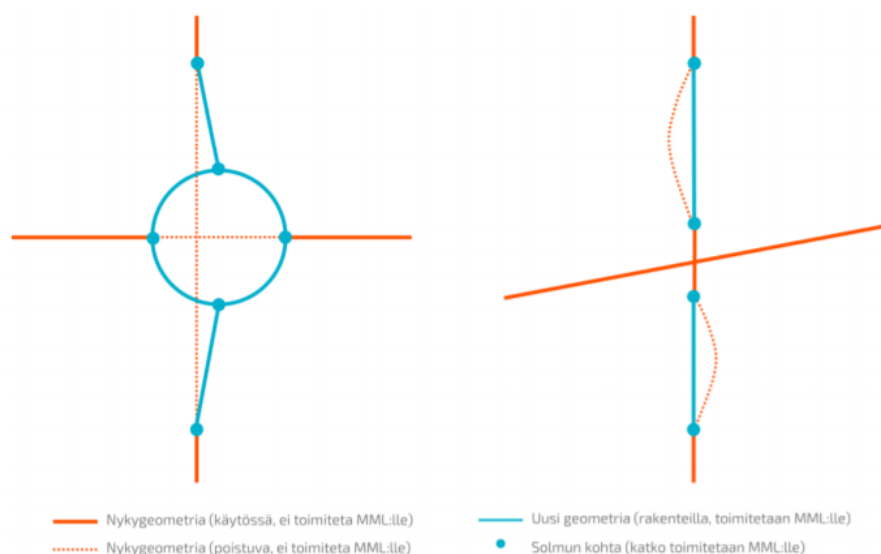 Nykygeometria (käytössä, ei toimiteta MML:lle)
Nykygeometria (poistuva, ei toimiteta MML:lle)
Uusi geometria (rakenteilla, toimitetaan MML:lle)
Solmun kohta (katko toimitetaan MML:lle)